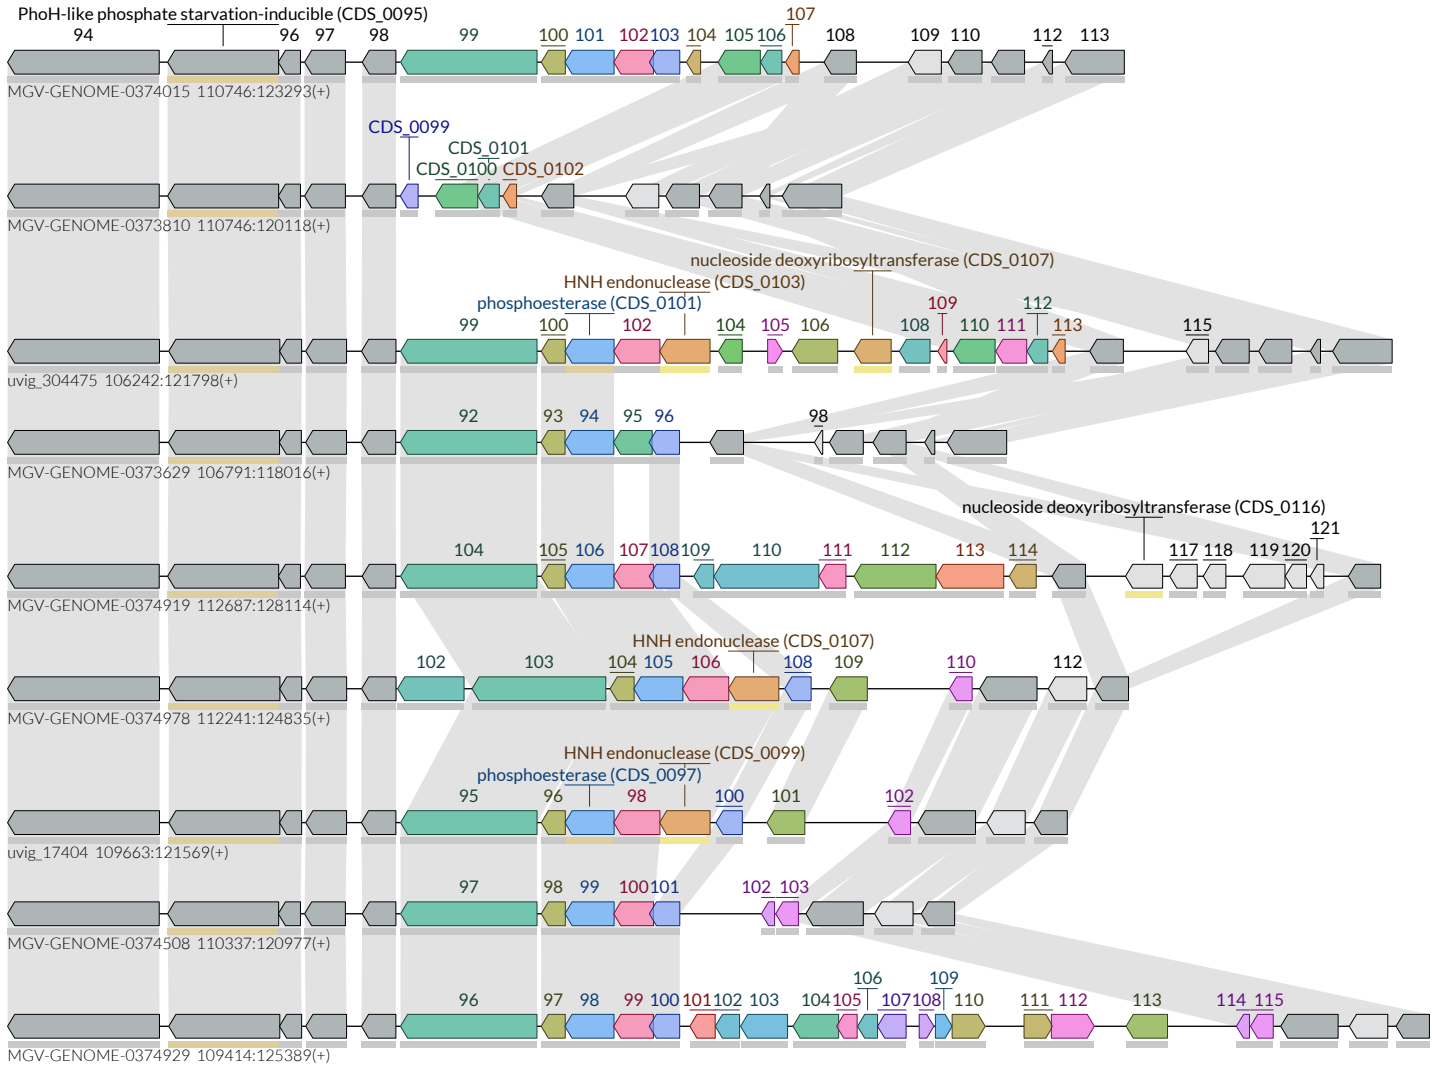 PhoH-like phosphate starvation-inducible (CDS_0095)
107
94 96 97 98 99 100 101 102 103 104 105 106 108 109 110 112 113
MGV-GENOME-0374015 110746:123293(+)
CDS_0099
CDS_0101
CDS_0100 CDS_0102
MGV-GENOME-0373810 110746:120118(+)
nucleoside deoxyribosyltransferase (CDS_0107)
HNH endonuclease (CDS_0103)
phosphoesterase (CDS_0101) 109 112
99 100 102 104 105 106 108 110 111 113 115
uvig_304475 106242:121798(+)
92 93 94 95 96 98
MGV-GENOME-0373629 106791:118016(+)
nucleoside deoxyribosyltransferase (CDS_0116)
121
104 105 106 107 108 109 110 111 112 113 114 117 118 119 120
MGV-GENOME-0374919 112687:128114(+)
HNH endonuclease (CDS_0107)
102 103 104 105 106 108 109 110 112
MGV-GENOME-0374978 112241:124835(+)
HNH endonuclease (CDS_0099)
phosphoesterase (CDS_0097)
95 96 98 100 101 102
uvig_17404 109663:121569(+)
97 98 99 100 101 102 103
MGV-GENOME-0374508 110337:120977(+)
106 109
96 97 98 99 100 101 102 103 104 105 107 108 110 111 112 113 114 115
MGV-GENOME-0374929 109414:125389(+)